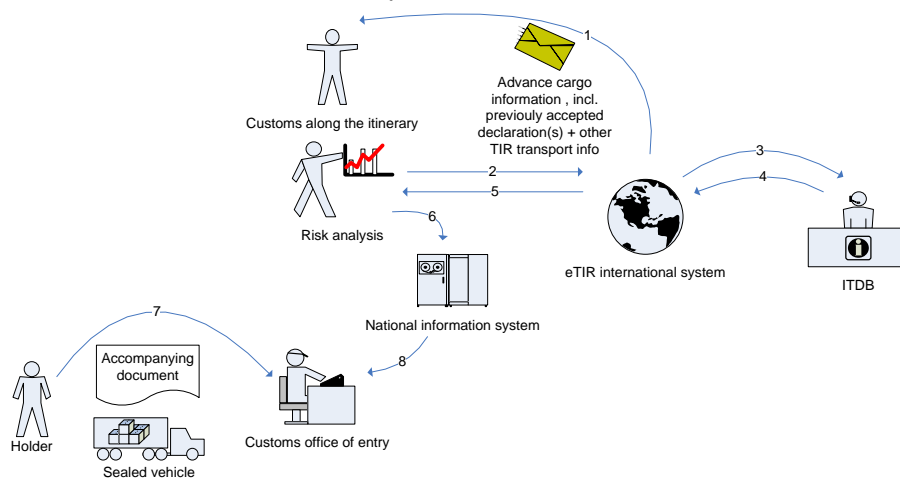 1
Advance cargo
information , incl.
previouly accepted
declaration(s) + other
TIR transport info
Customs along the itinerary
2
3
4
5
Risk analysis
6
eTIR international system
i
ITDB
National information system
7
8
Accompanying
document
Holder
Customs office of entry
Sealed vehicle